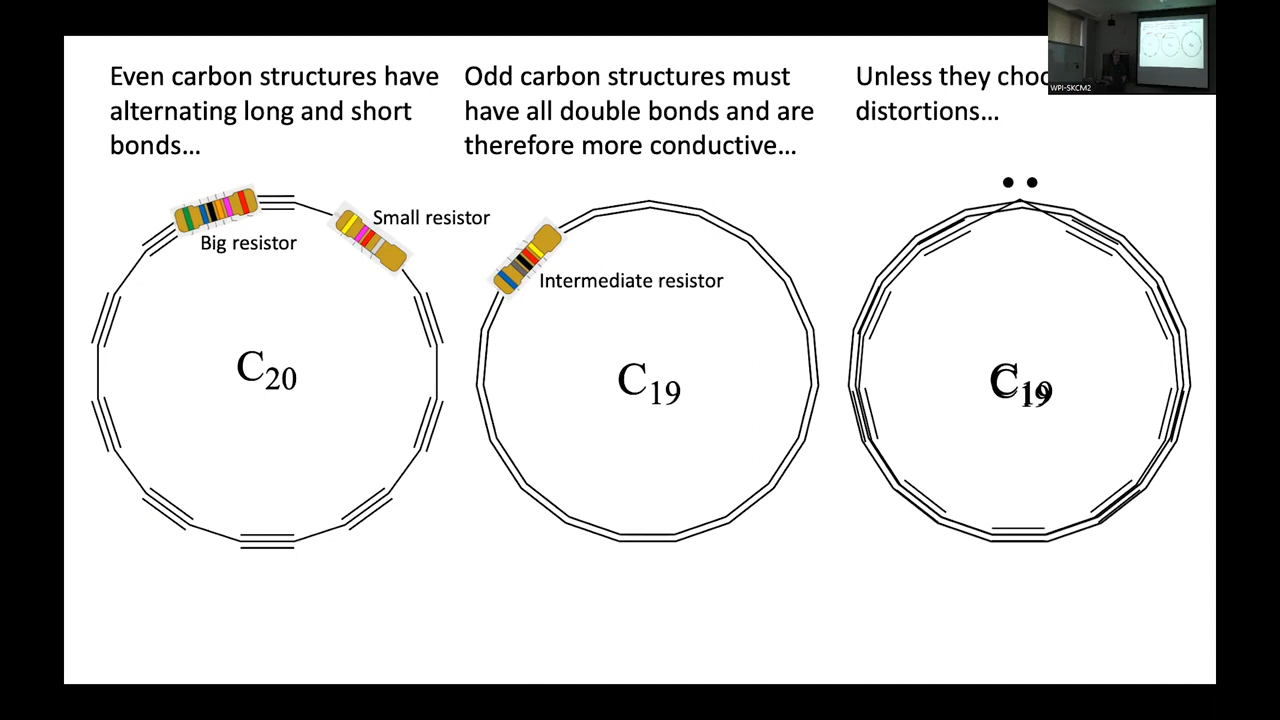 Even carbon structures have
alternating long and short
bonds…
Odd carbon structures must
have all double bonds and are
therefore more conductive…
Unless they
distortions…
WPI-SKCM2
Small resistor
Big resistor
Intermediate resistor
C₂₀
C₁₉
C₁₉